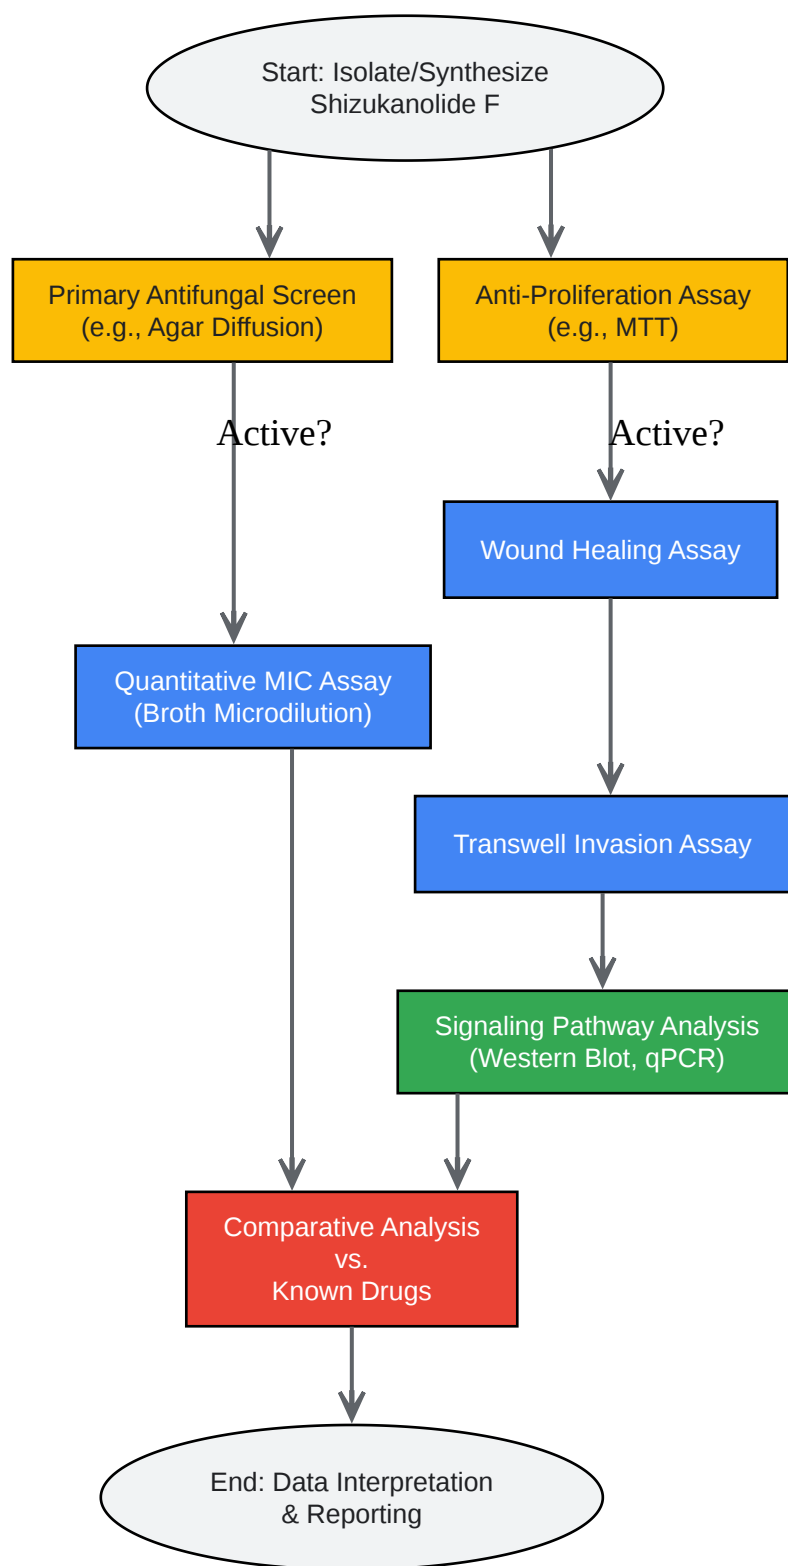 Start: Isolate/Synthesize
Shizukanolide F
Primary Antifungal Screen
(e.g., Agar Diffusion)
Anti-Proliferation Assay
(e.g., MTT)
Active?
Active?
Wound Healing Assay
Quantitative MIC Assay
(Broth Microdilution)
Transwell Invasion Assay
Signaling Pathway Analysis
(Western Blot, qPCR)
Comparative Analysis
vs.
Known Drugs
End: Data Interpretation
& Reporting